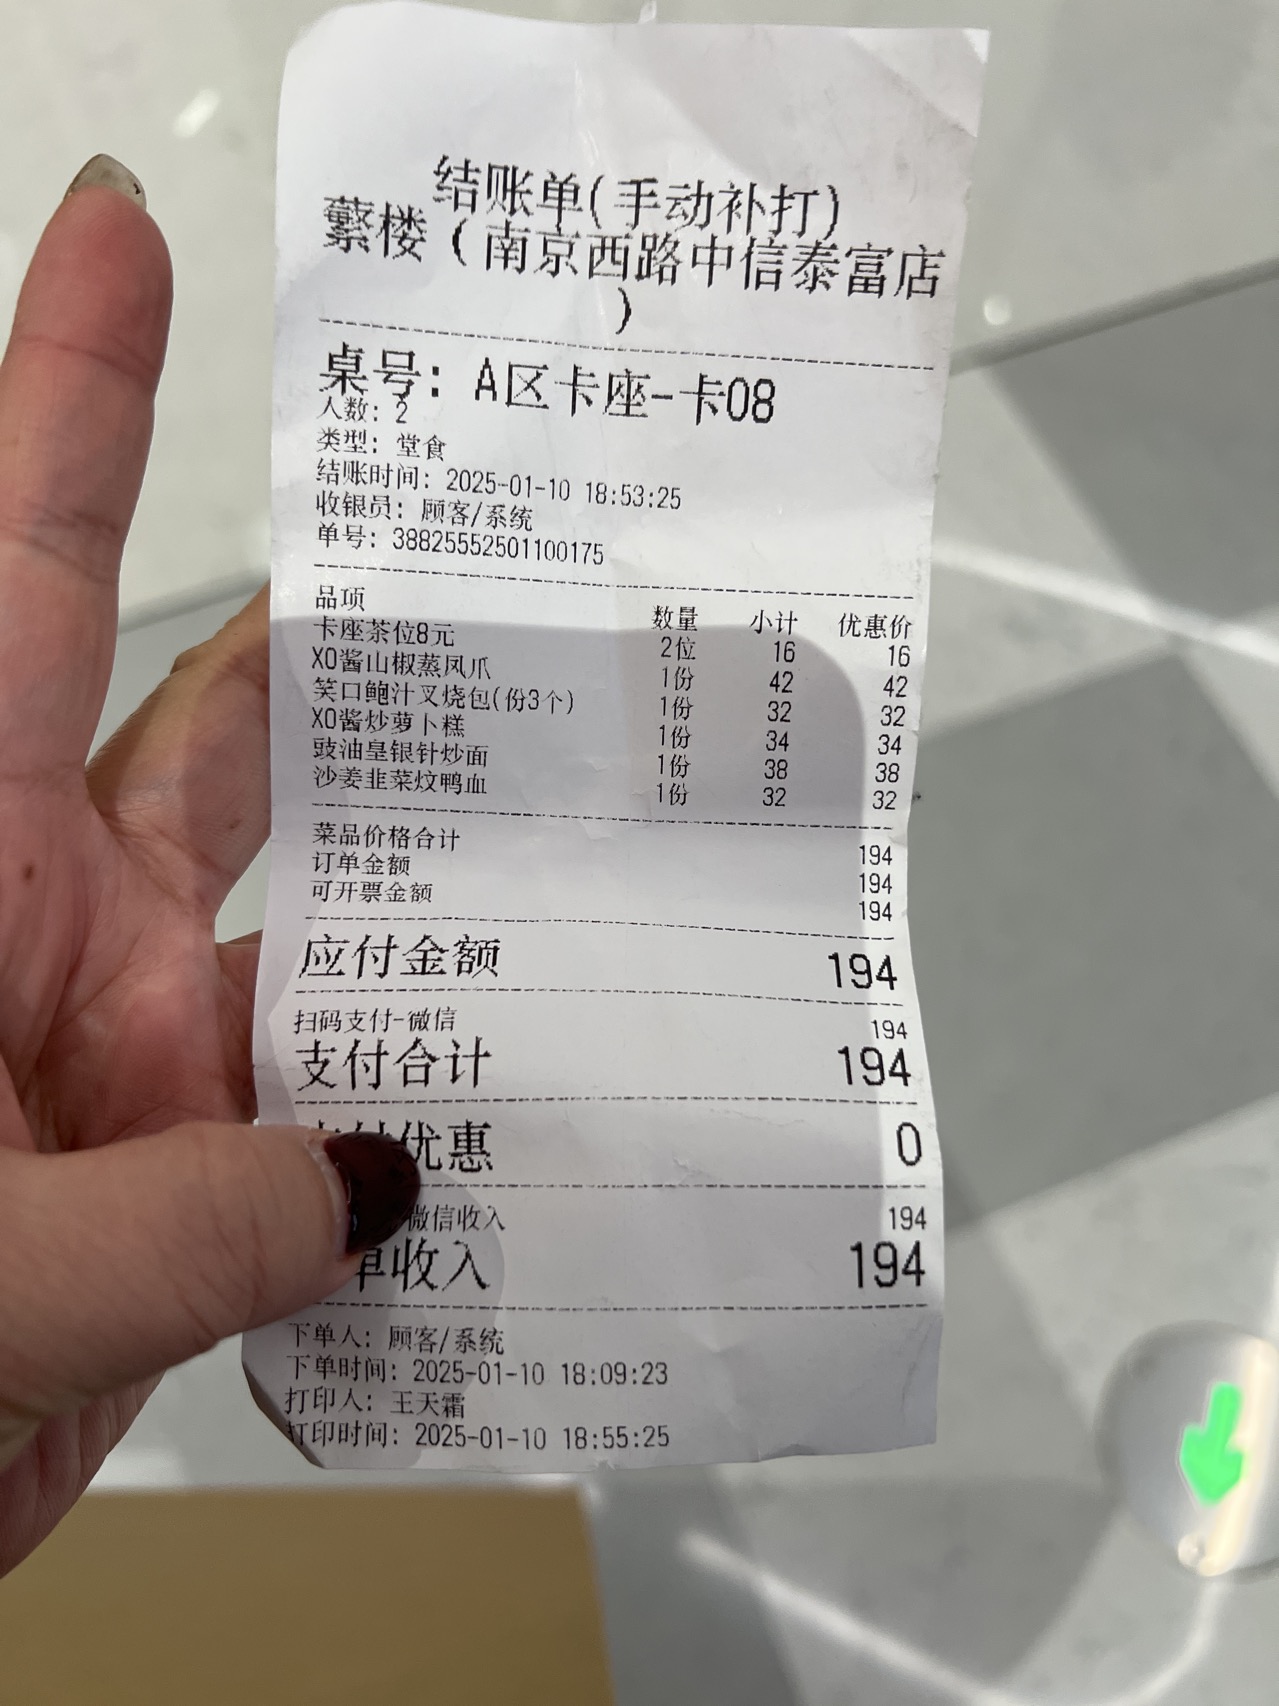 结账单(手动补打)
蘩楼（南京西路中信泰富店
）
桌号: A区卡座-卡08
人数: 2
类型: 堂食
结账时间: 2025-01-10 18:53:25
收银员: 顾客/系统
单号: 38825552501100175
品项 数量 小计 优惠价
卡座茶位8元 2位 16 16
XO酱山椒蒸凤爪 1份 42 42
笑口鲍汁叉烧包(份3个) 1份 32 32
XO酱炒萝卜糕 1份 34 34
豉油皇银针炒面 1份 38 38
沙姜韭菜炆鸭血 1份 32 32
菜品价格合计 194
订单金额 194
可开票金额 194
应付金额 194
扫码支付-微信 194
支付合计 194
优惠 0
微信收入 194
单收入 194
下单人: 顾客/系统
下单时间: 2025-01-10 18:09:23
打印人: 王天霜
打印时间: 2025-01-10 18:55:25